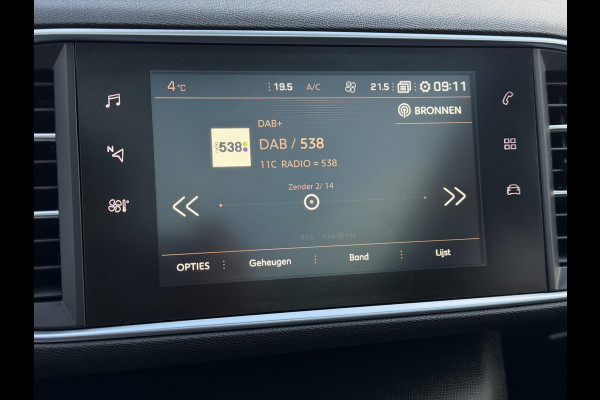 4°C 19.5 A/C 21.5 09:11
BRONNEN
DAB+
538
DAB / 538
11C RADIO = 538
Zender 2/ 14
N
OPTIES Geheugen Band Lijst